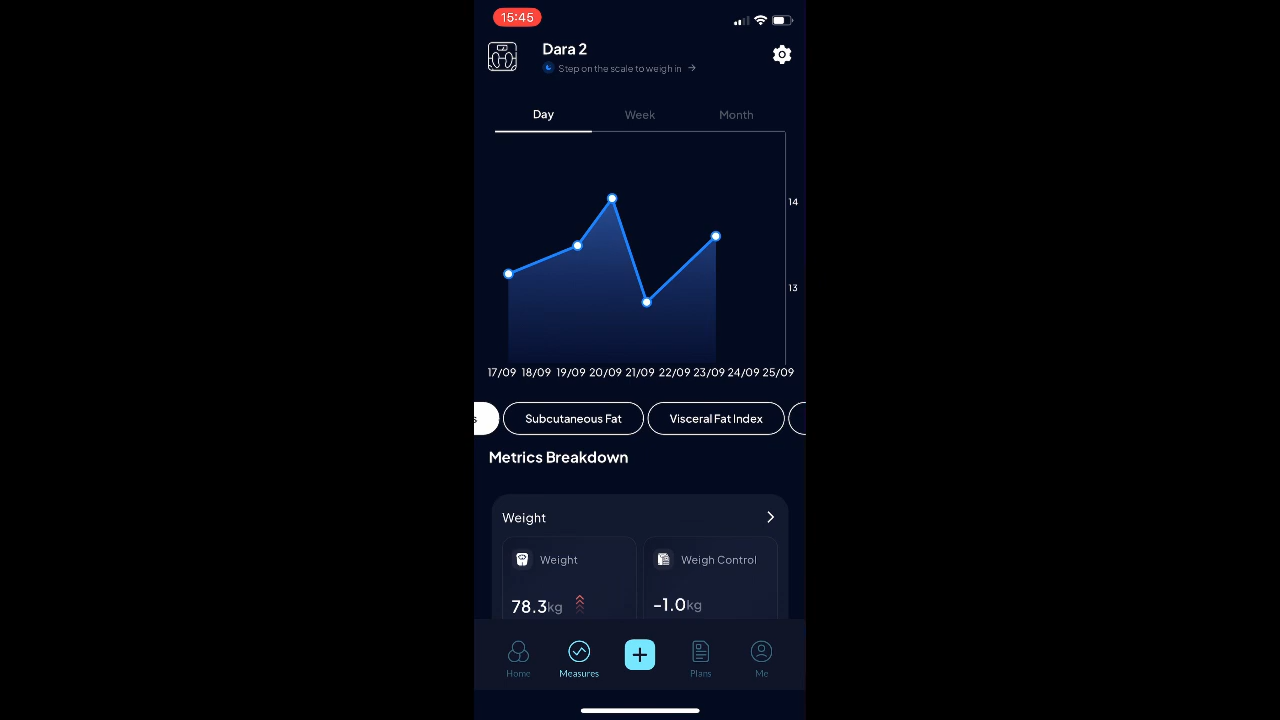 15:45
Dara 2
Step on the scale to weigh in
Day Week Month
14
13
17/09 18/09 19/09 20/09 21/09 22/09 23/09 24/09 25/09
s Subcutaneous Fat Visceral Fat Index
Metrics Breakdown
Weight
Weight Weigh Control
78.3kg -1.0kg
Home Measures Plans Me